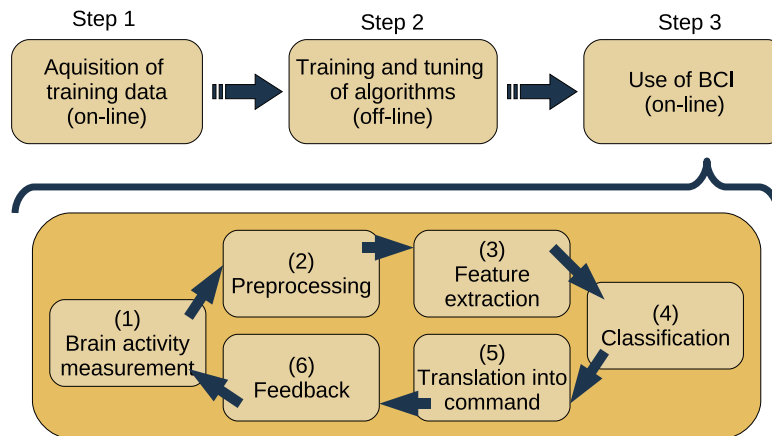 Step 1
Step 2
Step 3
Aquisition of
training data
(on-line)
Training and tuning
of algorithms
(off-line)
Use of BCI
(on-line)
(1)
Brain activity
measurement
(2)
Preprocessing
(3)
Feature
extraction
(4)
Classification
(5)
Translation into
command
(6)
Feedback